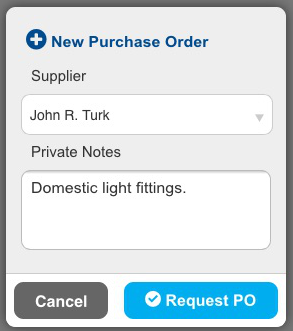 New Purchase Order
Supplier
John R. Turk
Private Notes
Domestic light fittings.
Cancel
Request PO